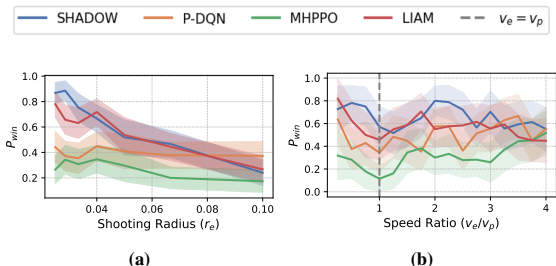 SHADOW P-DQN MHPPO LIAM v_e = v_p
1.0
0.8
0.6
0.4
0.2
P_win
0.04 0.06 0.08 0.10
Shooting Radius (r_e)
(a)
1.0
0.8
0.6
0.4
0.2
0.0
P_win
1 2 3 4
Speed Ratio (v_e/v_p)
(b)